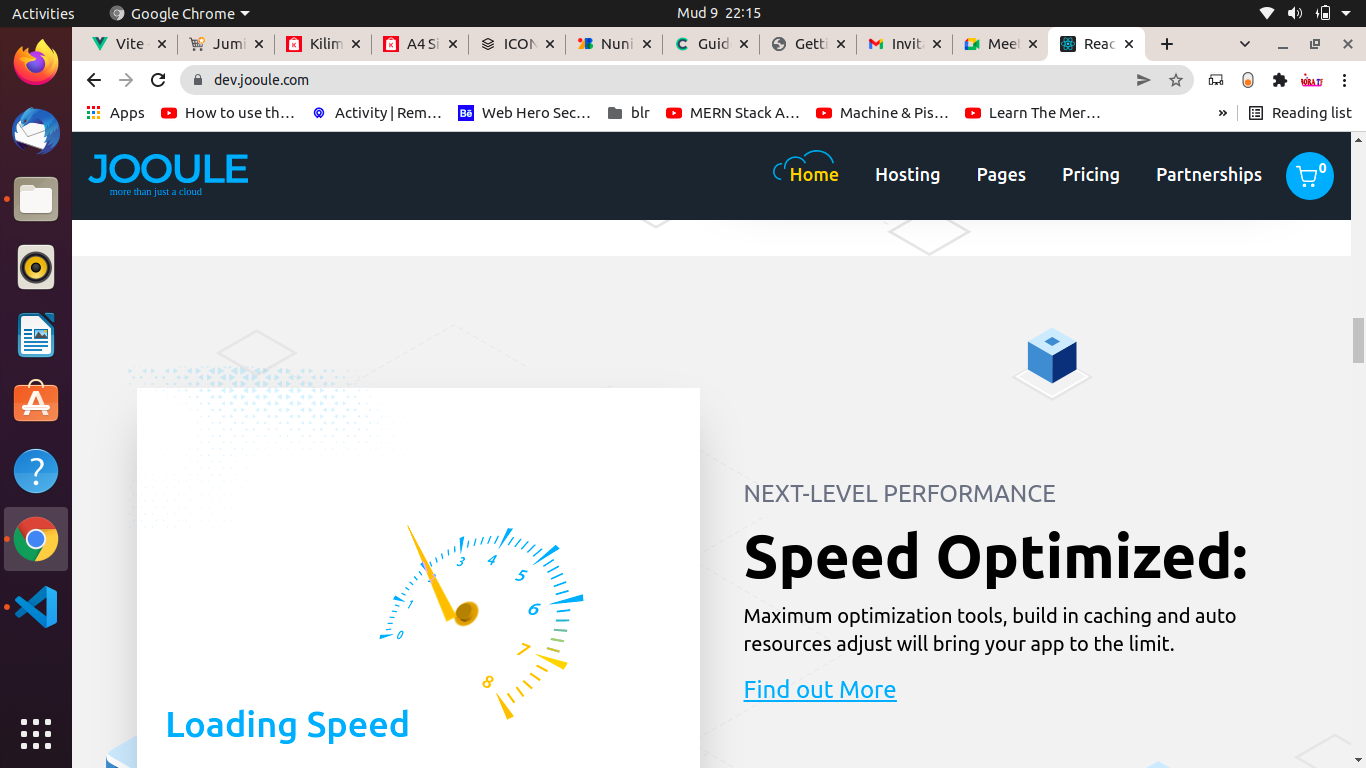 Activities
Google Chrome
Mud 9 22:15
Vite
Jumi
Kilim
A4 Si
ICON
Nuni
Guid
Getti
Invit
Meet
Reac
dev.jooule.com
Apps
How to use th…
Activity | Rem…
Web Hero Sec…
blr
MERN Stack A…
Machine & Pis…
Learn The Mer…
»
Reading list
JOOULE
more than just a cloud
Home
Hosting
Pages
Pricing
Partnerships
0
NEXT-LEVEL PERFORMANCE
Speed Optimized:
Maximum optimization tools, build in caching and auto
resources adjust will bring your app to the limit.
Find out More
0
1
2
3
4
5
6
7
8
Loading Speed